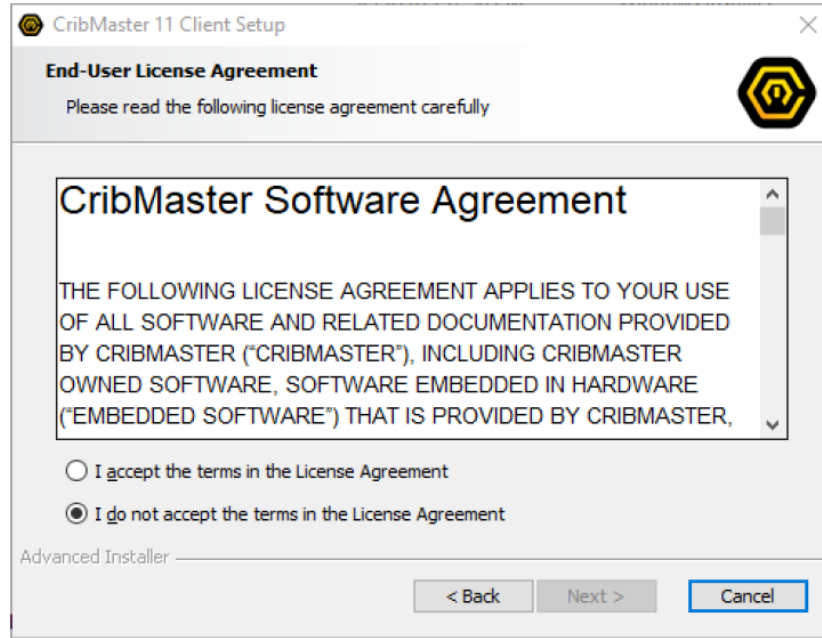 CribMaster 11 Client Setup
End-User License Agreement
Please read the following license agreement carefully
CribMaster Software Agreement
THE FOLLOWING LICENSE AGREEMENT APPLIES TO YOUR USE
OF ALL SOFTWARE AND RELATED DOCUMENTATION PROVIDED
BY CRIBMASTER (“CRIBMASTER”), INCLUDING CRIBMASTER
OWNED SOFTWARE, SOFTWARE EMBEDDED IN HARDWARE
(“EMBEDDED SOFTWARE”) THAT IS PROVIDED BY CRIBMASTER,
I accept the terms in the License Agreement
I do not accept the terms in the License Agreement
Advanced Installer
< Back Next > Cancel